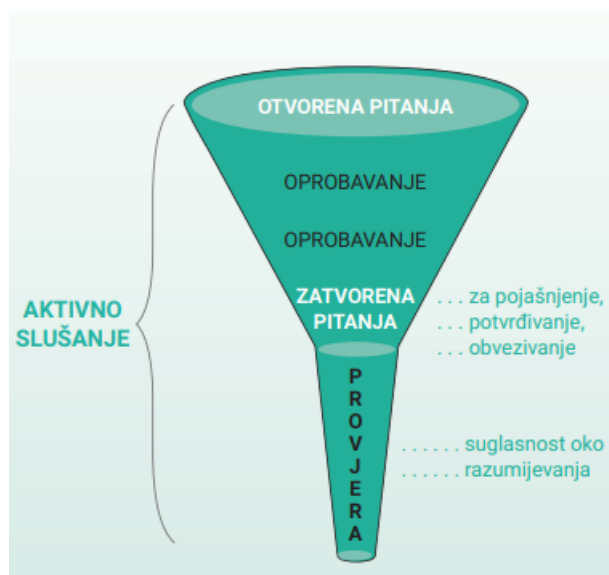 OTVORENA PITANJA
OPROBAVANJE
OPROBAVANJE
ZATVORENA
PITANJA
. . . za pojašnjenje,
. . . potvrđivanje,
. . . obvezivanje
AKTIVNO
SLUŠANJE
P
R
O
V
J
E
R
A
. . . . . . suglasnost oko
. . . . . . razumijevanja